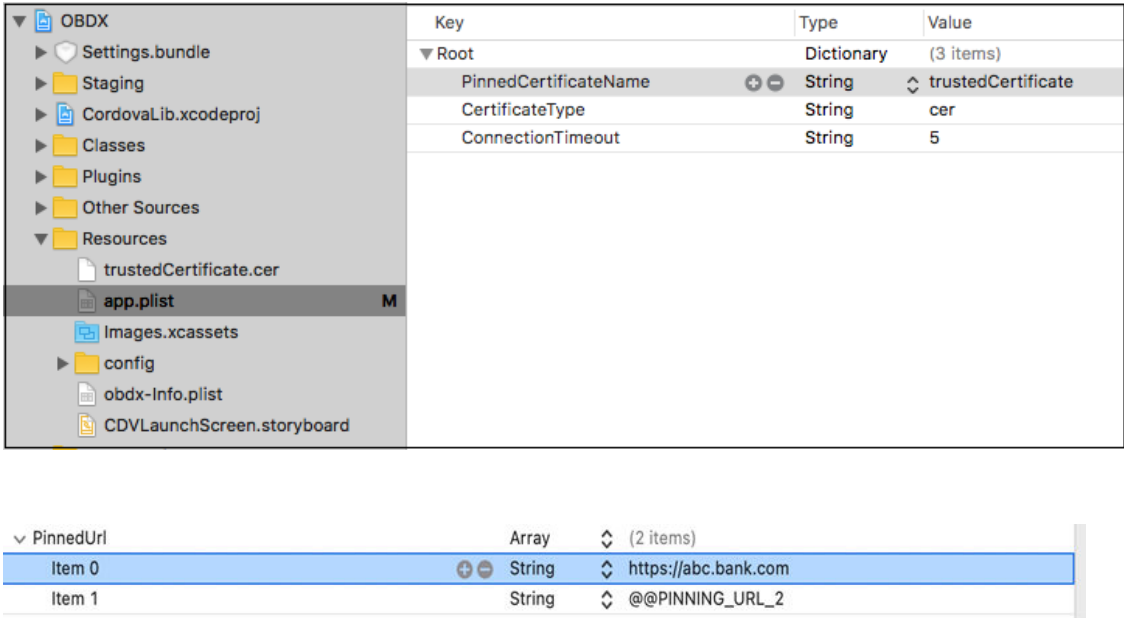 OBDX
Settings.bundle
Staging
CordovaLib.xcodeproj
Classes
Plugins
Other Sources
Resources
trustedCertificate.cer
app.plist M
Images.xcassets
config
obdx-Info.plist
CDVLaunchScreen.storyboard
Key Type Value
Root Dictionary (3 items)
PinnedCertificateName String trustedCertificate
CertificateType String cer
ConnectionTimeout String 5
PinnedUrl Array (2 items)
Item 0 String https://abc.bank.com
Item 1 String @@PINNING_URL_2